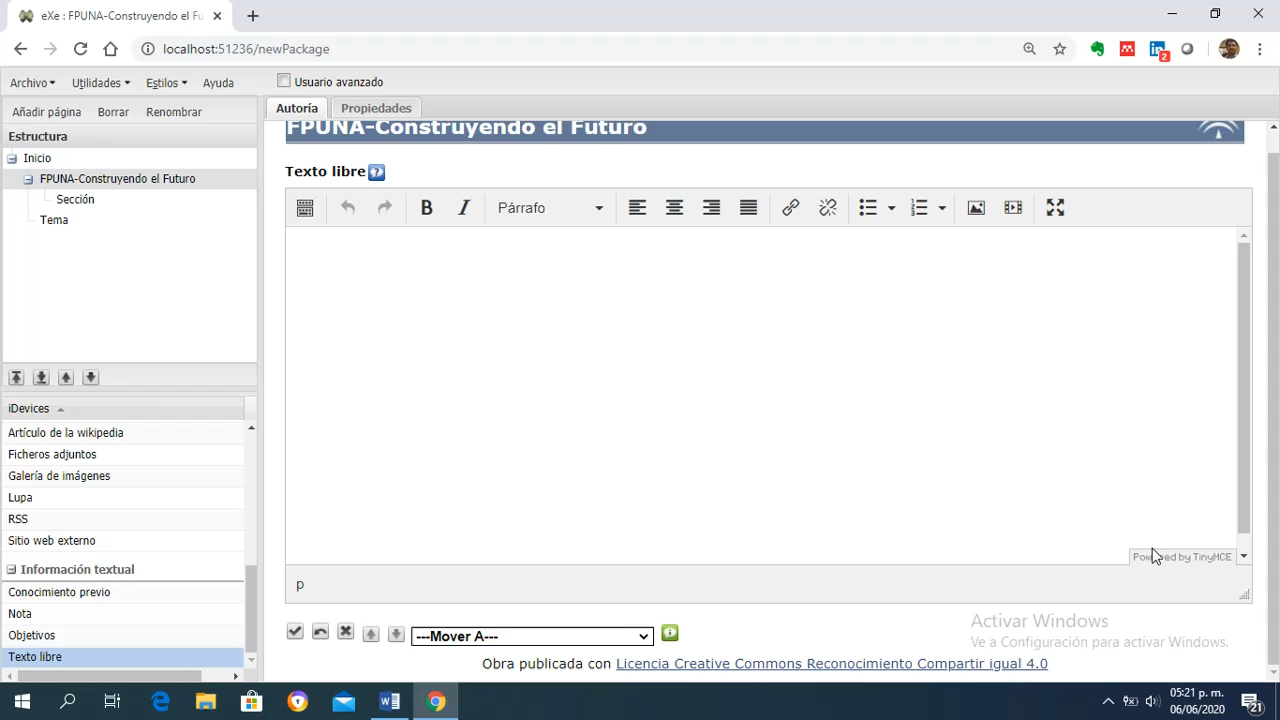 eXe : FPUNA-Construyendo el Fu
localhost:51236/newPackage
2
Archivo Utilidades Estilos Ayuda
Usuario avanzado
Añadir página Borrar Renombrar
Autoría Propiedades
Estructura
FPUNA-Construyendo el Futuro
Inicio
FPUNA-Construyendo el Futuro
Sección
Tema
Texto libre ?
B I Párrafo
iDevices
Artículo de la wikipedia
Ficheros adjuntos
Galería de imágenes
Lupa
RSS
Sitio web externo
Información textual
Conocimiento previo
Nota
Objetivos
Texto libre
Powered by TinyMCE
p
Activar Windows
Ve a Configuración para activar Windows.
---Mover A---
Obra publicada con Licencia Creative Commons Reconocimiento Compartir igual 4.0
05:21 p. m.
06/06/2020
21